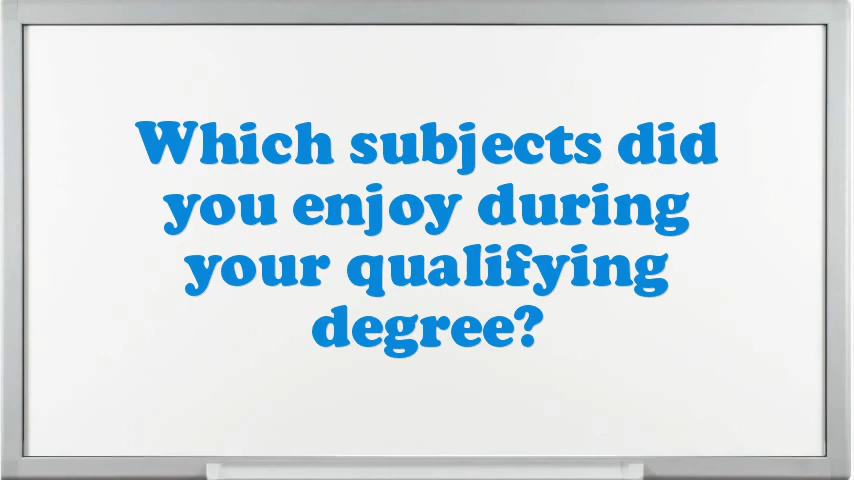 Which subjects did
you enjoy during
your qualifying
degree?